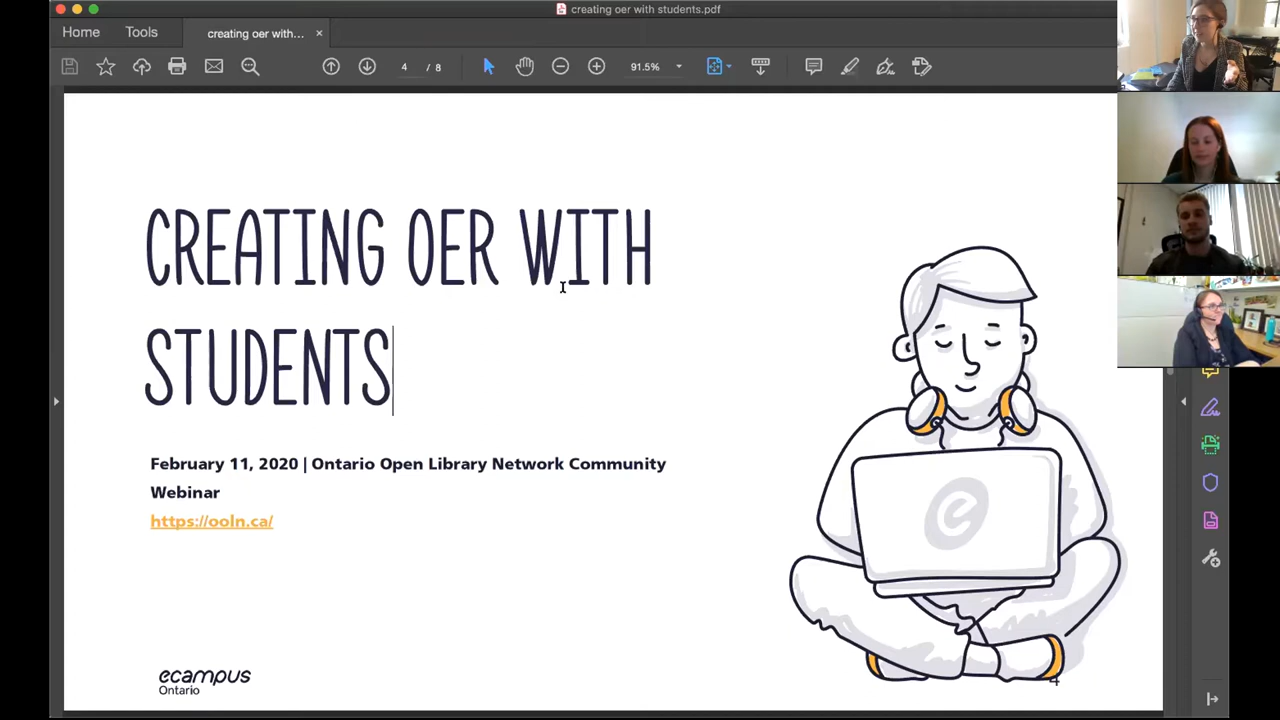 creating oer with students.pdf
Home Tools creating oer with... ×
4 / 8 91.5%
CREATING OER WITH
STUDENTS
February 11, 2020 | Ontario Open Library Network Community
Webinar
https://ooln.ca/
e
ecampus
Ontario
4